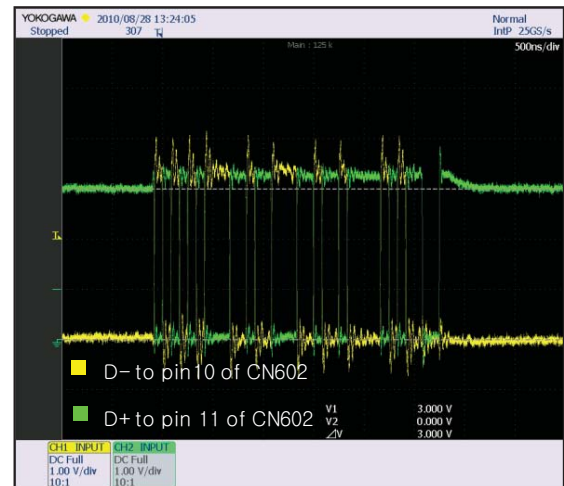 YOKOGAWA 2010/08/28 13:24:05 Normal
Stopped 307 IntP 25GS/s
Main : 125 k 500ns/div
D− to pin10 of CN602
D+ to pin 11 of CN602
V1 3.000 V
V2 0.000 V
⊿V 3.000 V
CH1 INPUT CH2 INPUT
DC Full DC Full
1.00 V/div 1.00 V/div
10:1 10:1